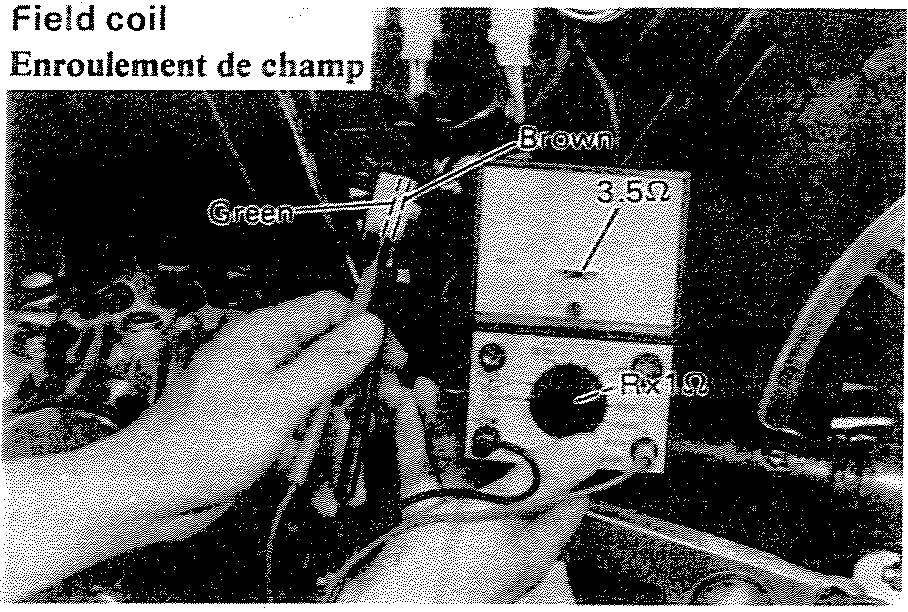 Field coil
Enroulement de champ
Brown
Green
3.5Ω
Rx1Ω